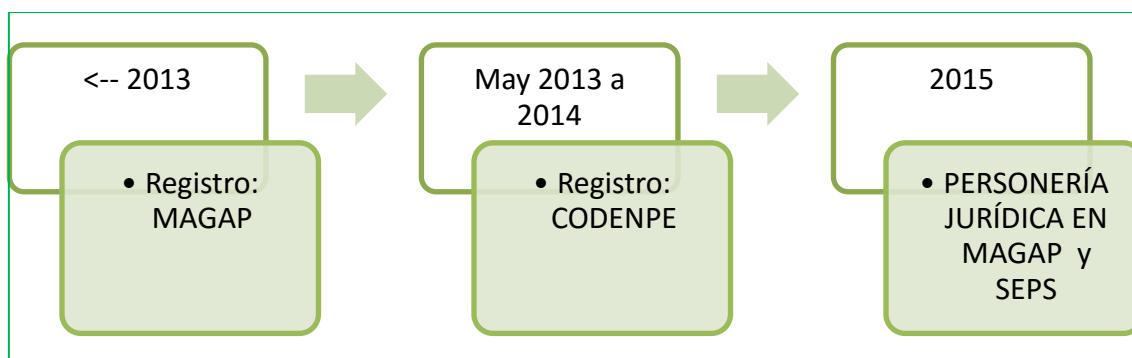 <-- 2013
• Registro:
MAGAP
May 2013 a
2014
• Registro:
CODENPE
2015
• PERSONERÍA
JURÍDICA EN
MAGAP y
SEPS